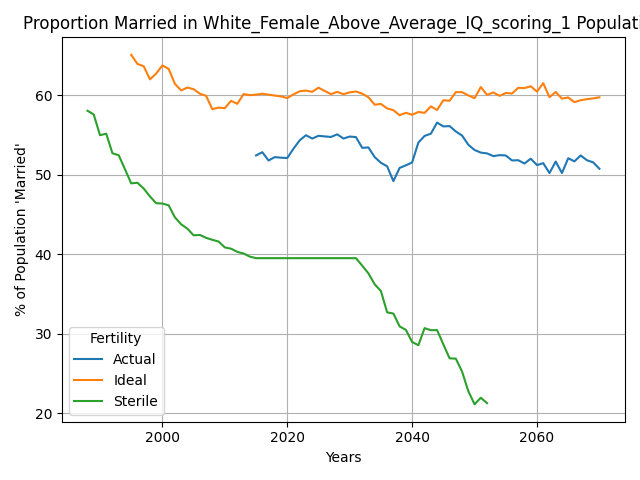 Proportion Married in White_Female_Above_Average_IQ_scoring_1 Populati
% of Population 'Married'
60
50
40
30
20
Fertility
Actual
Ideal
Sterile
2000 2020 2040 2060
Years